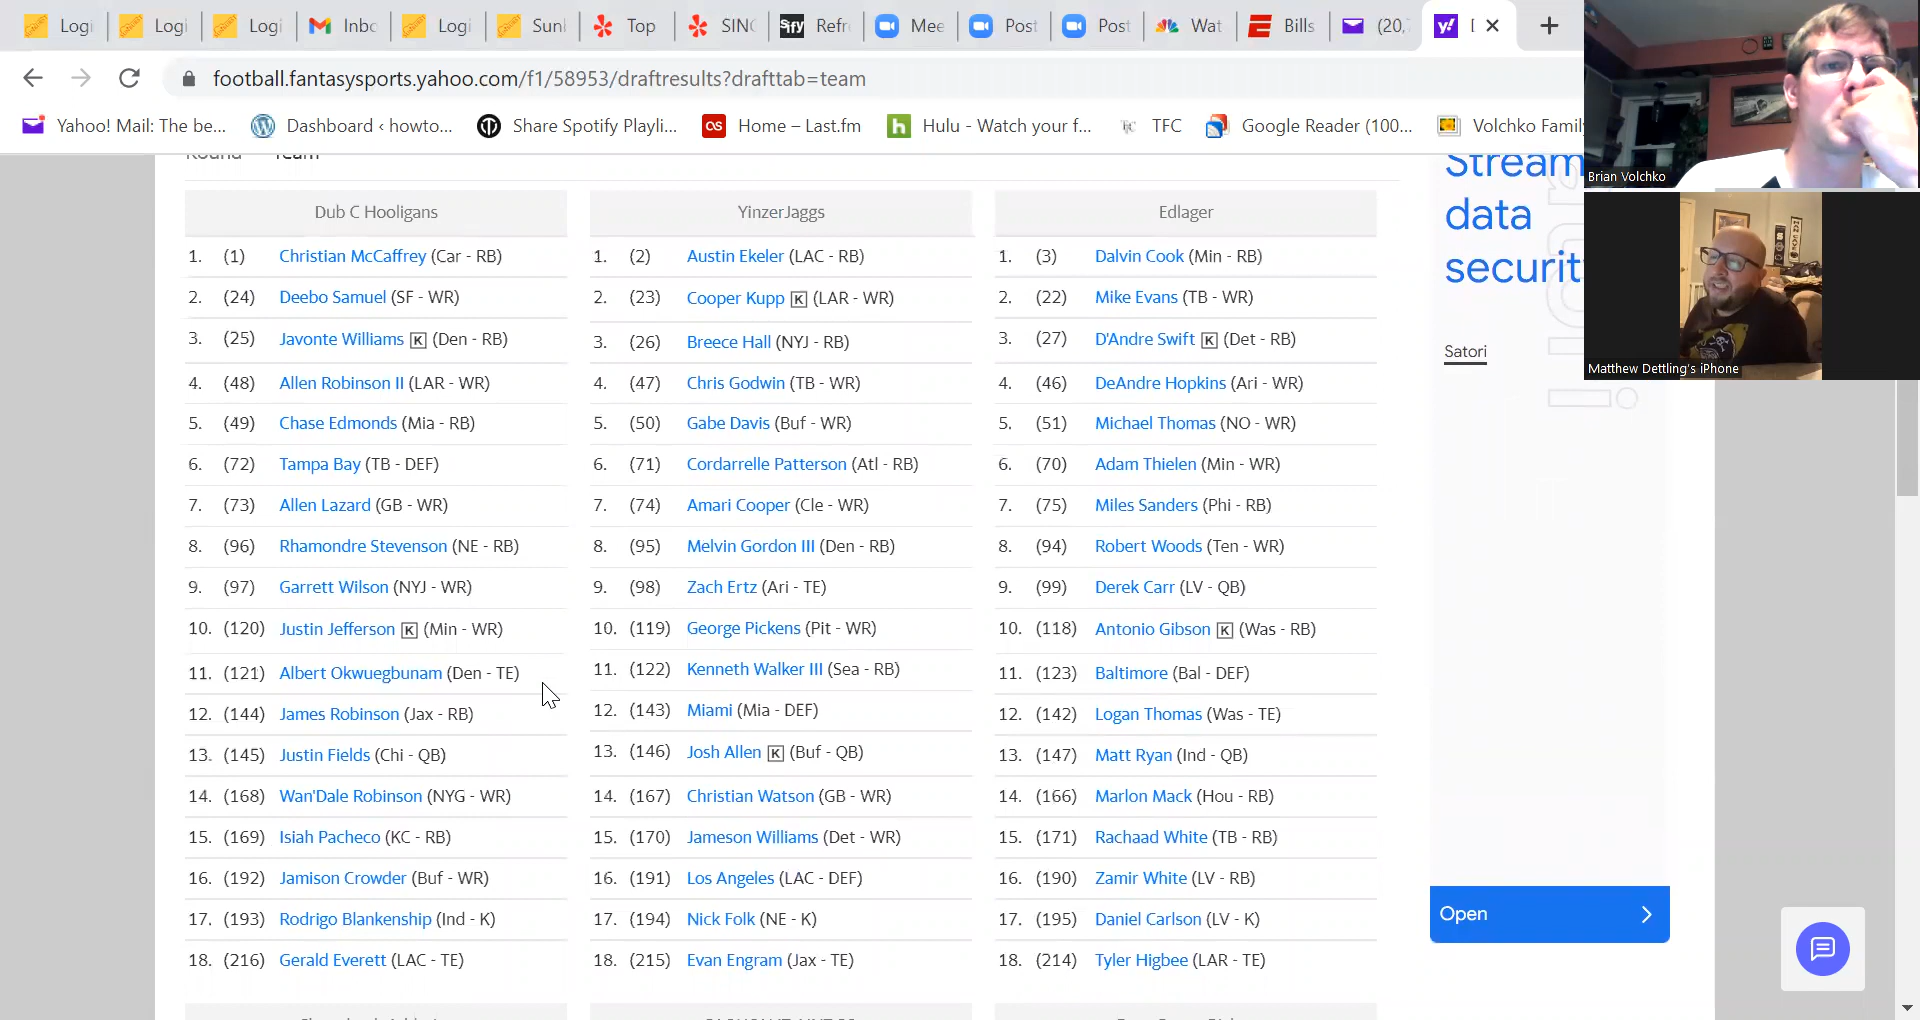 Logi Logi Logi Inbo Logi Sunl Top SINC Sify Refre Mee Post Post Wat Bills (20,
football.fantasysports.yahoo.com/f1/58953/draftresults?drafttab=team
Yahoo! Mail: The be... Dashboard ‹ howto... Share Spotify Playli... Home – Last.fm Hulu - Watch your f... TFC Google Reader (100... Volchko Family
Brian Volchko
Matthew Dettling's iPhone
Round Team
Dub C Hooligans
1. (1) Christian McCaffrey (Car - RB)
2. (24) Deebo Samuel (SF - WR)
3. (25) Javonte Williams K (Den - RB)
4. (48) Allen Robinson II (LAR - WR)
5. (49) Chase Edmonds (Mia - RB)
6. (72) Tampa Bay (TB - DEF)
7. (73) Allen Lazard (GB - WR)
8. (96) Rhamondre Stevenson (NE - RB)
9. (97) Garrett Wilson (NYJ - WR)
10. (120) Justin Jefferson K (Min - WR)
11. (121) Albert Okwuegbunam (Den - TE)
12. (144) James Robinson (Jax - RB)
13. (145) Justin Fields (Chi - QB)
14. (168) Wan'Dale Robinson (NYG - WR)
15. (169) Isiah Pacheco (KC - RB)
16. (192) Jamison Crowder (Buf - WR)
17. (193) Rodrigo Blankenship (Ind - K)
18. (216) Gerald Everett (LAC - TE)
YinzerJaggs
1. (2) Austin Ekeler (LAC - RB)
2. (23) Cooper Kupp K (LAR - WR)
3. (26) Breece Hall (NYJ - RB)
4. (47) Chris Godwin (TB - WR)
5. (50) Gabe Davis (Buf - WR)
6. (71) Cordarrelle Patterson (Atl - RB)
7. (74) Amari Cooper (Cle - WR)
8. (95) Melvin Gordon III (Den - RB)
9. (98) Zach Ertz (Ari - TE)
10. (119) George Pickens (Pit - WR)
11. (122) Kenneth Walker III (Sea - RB)
12. (143) Miami (Mia - DEF)
13. (146) Josh Allen K (Buf - QB)
14. (167) Christian Watson (GB - WR)
15. (170) Jameson Williams (Det - WR)
16. (191) Los Angeles (LAC - DEF)
17. (194) Nick Folk (NE - K)
18. (215) Evan Engram (Jax - TE)
Edlager
1. (3) Dalvin Cook (Min - RB)
2. (22) Mike Evans (TB - WR)
3. (27) D'Andre Swift K (Det - RB)
4. (46) DeAndre Hopkins (Ari - WR)
5. (51) Michael Thomas (NO - WR)
6. (70) Adam Thielen (Min - WR)
7. (75) Miles Sanders (Phi - RB)
8. (94) Robert Woods (Ten - WR)
9. (99) Derek Carr (LV - QB)
10. (118) Antonio Gibson K (Was - RB)
11. (123) Baltimore (Bal - DEF)
12. (142) Logan Thomas (Was - TE)
13. (147) Matt Ryan (Ind - QB)
14. (166) Marlon Mack (Hou - RB)
15. (171) Rachaad White (TB - RB)
16. (190) Zamir White (LV - RB)
17. (195) Daniel Carlson (LV - K)
18. (214) Tyler Higbee (LAR - TE)
Stream
data
securit
Satori
Open